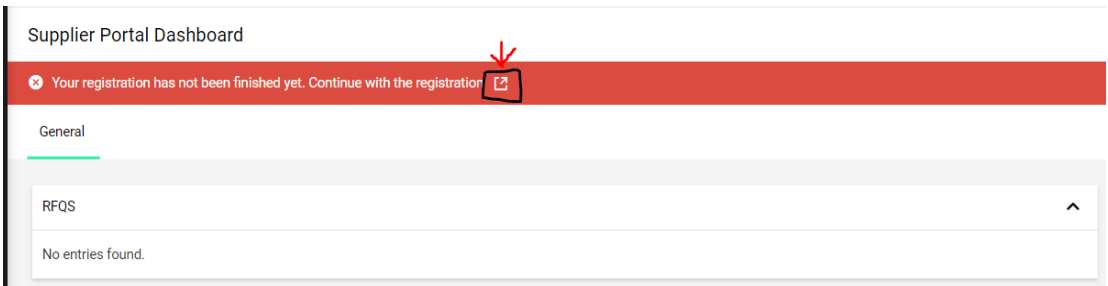 Supplier Portal Dashboard
Your registration has not been finished yet. Continue with the registration
General
RFQS
No entries found.